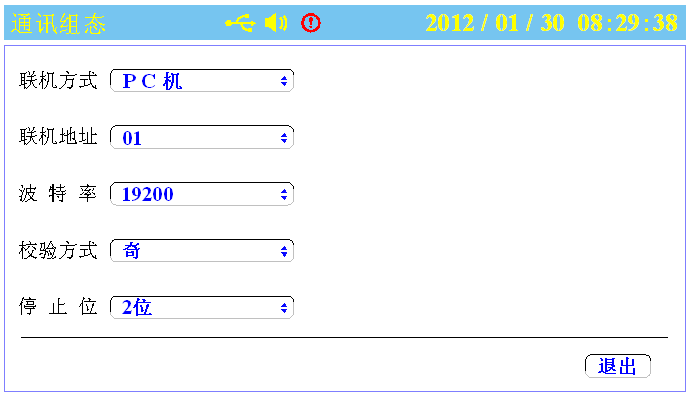 通讯组态 2012 / 01 / 30 08:29:38
联机方式 P C 机
联机地址 01
波 特 率 19200
校验方式 奇
停 止 位 2位
退出